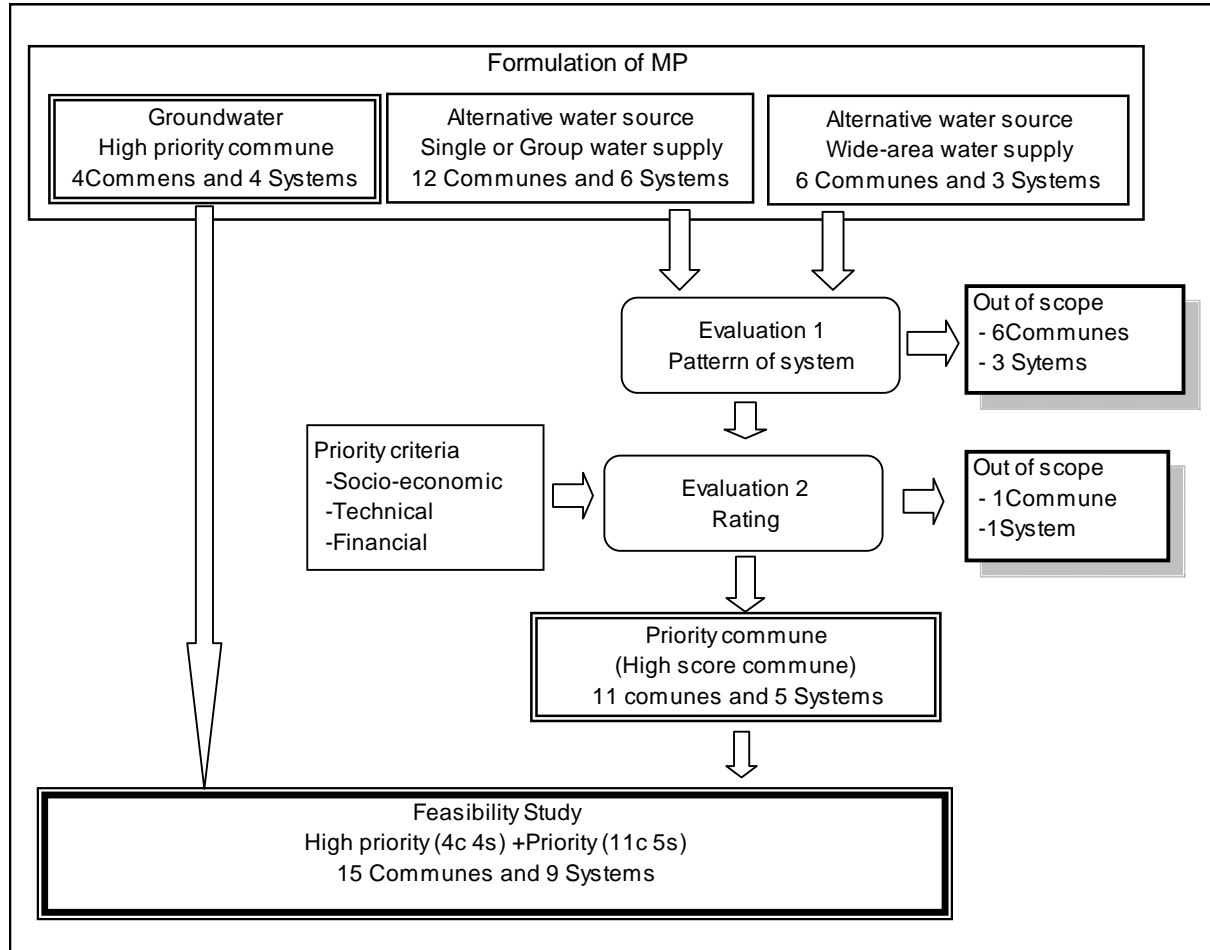 Formulation of MP
Groundwater
High priority commune
4Commens and 4 Systems
Alternative water source
Single or Group water supply
12 Communes and 6 Systems
Alternative water source
Wide-area water supply
6 Communes and 3 Systems
Evaluation 1
Patterrn of system
Out of scope
- 6Communes
- 3 Sytems
Priority criteria
-Socio-economic
-Technical
-Financial
Evaluation 2
Rating
Out of scope
- 1Commune
-1System
Priority commune
(High score commune)
11 comunes and 5 Systems
Feasibility Study
High priority (4c 4s) +Priority (11c 5s)
15 Communes and 9 Systems